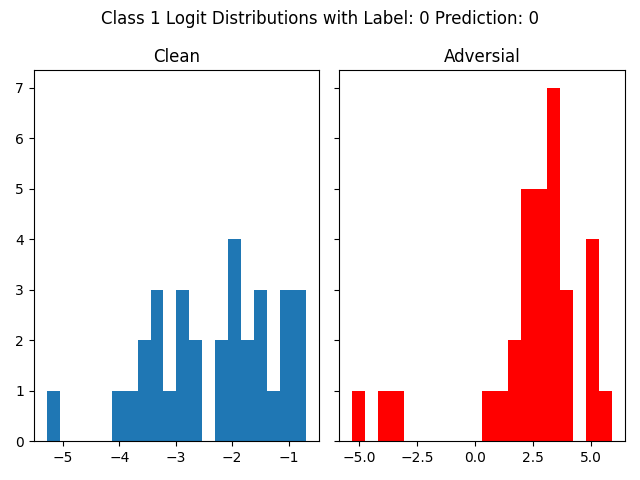 Class 1 Logit Distributions with Label: 0 Prediction: 0
Clean
Adversial
7
6
5
4
3
2
1
0
−5 −4 −3 −2 −1
−5.0 −2.5 0.0 2.5 5.0